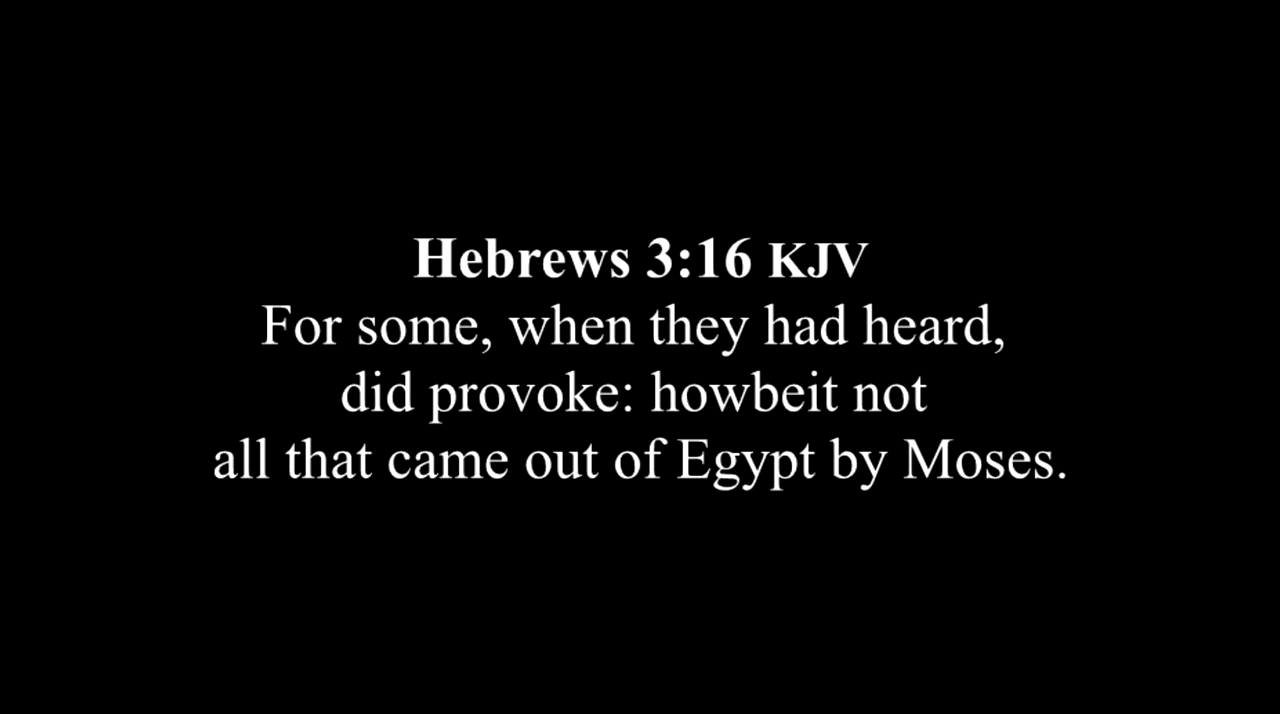 Hebrews 3:16 KJV
For some, when they had heard,
did provoke: howbeit not
all that came out of Egypt by Moses.